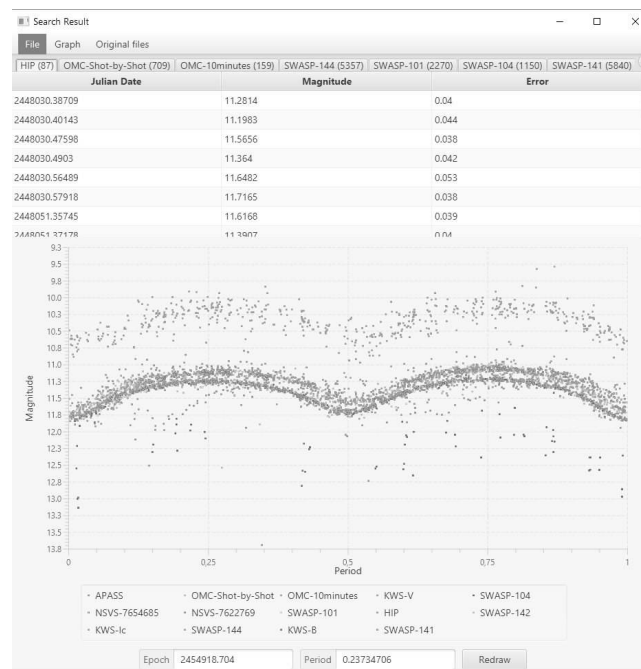 Search Result
File Graph Original files
HIP (87) OMC-Shot-by-Shot (709) OMC-10minutes (159) SWASP-144 (5357) SWASP-101 (2270) SWASP-104 (1150) SWASP-141 (5840)
Julian Date Magnitude Error
2448030.38709 11.2814 0.04
2448030.40143 11.1983 0.044
2448030.47598 11.5656 0.038
2448030.4903 11.364 0.042
2448030.56489 11.6482 0.053
2448030.57918 11.7165 0.038
2448051.35745 11.6168 0.039
2448051.37178 11.3907 0.04
9.3
9.5
9.8
10.0
10.3
10.5
10.8
11.0
11.3
11.5
11.8
12.0
12.3
12.5
12.8
13.0
13.3
13.5
13.8
Magnitude
0 0,25 0,5 0,75 1
Period
APASS OMC-Shot-by-Shot OMC-10minutes KWS-V SWASP-104
NSVS-7654685 NSVS-7622769 SWASP-101 HIP SWASP-142
KWS-Ic SWASP-144 KWS-B SWASP-141
Epoch 2454918.704 Period 0.23734706 Redraw